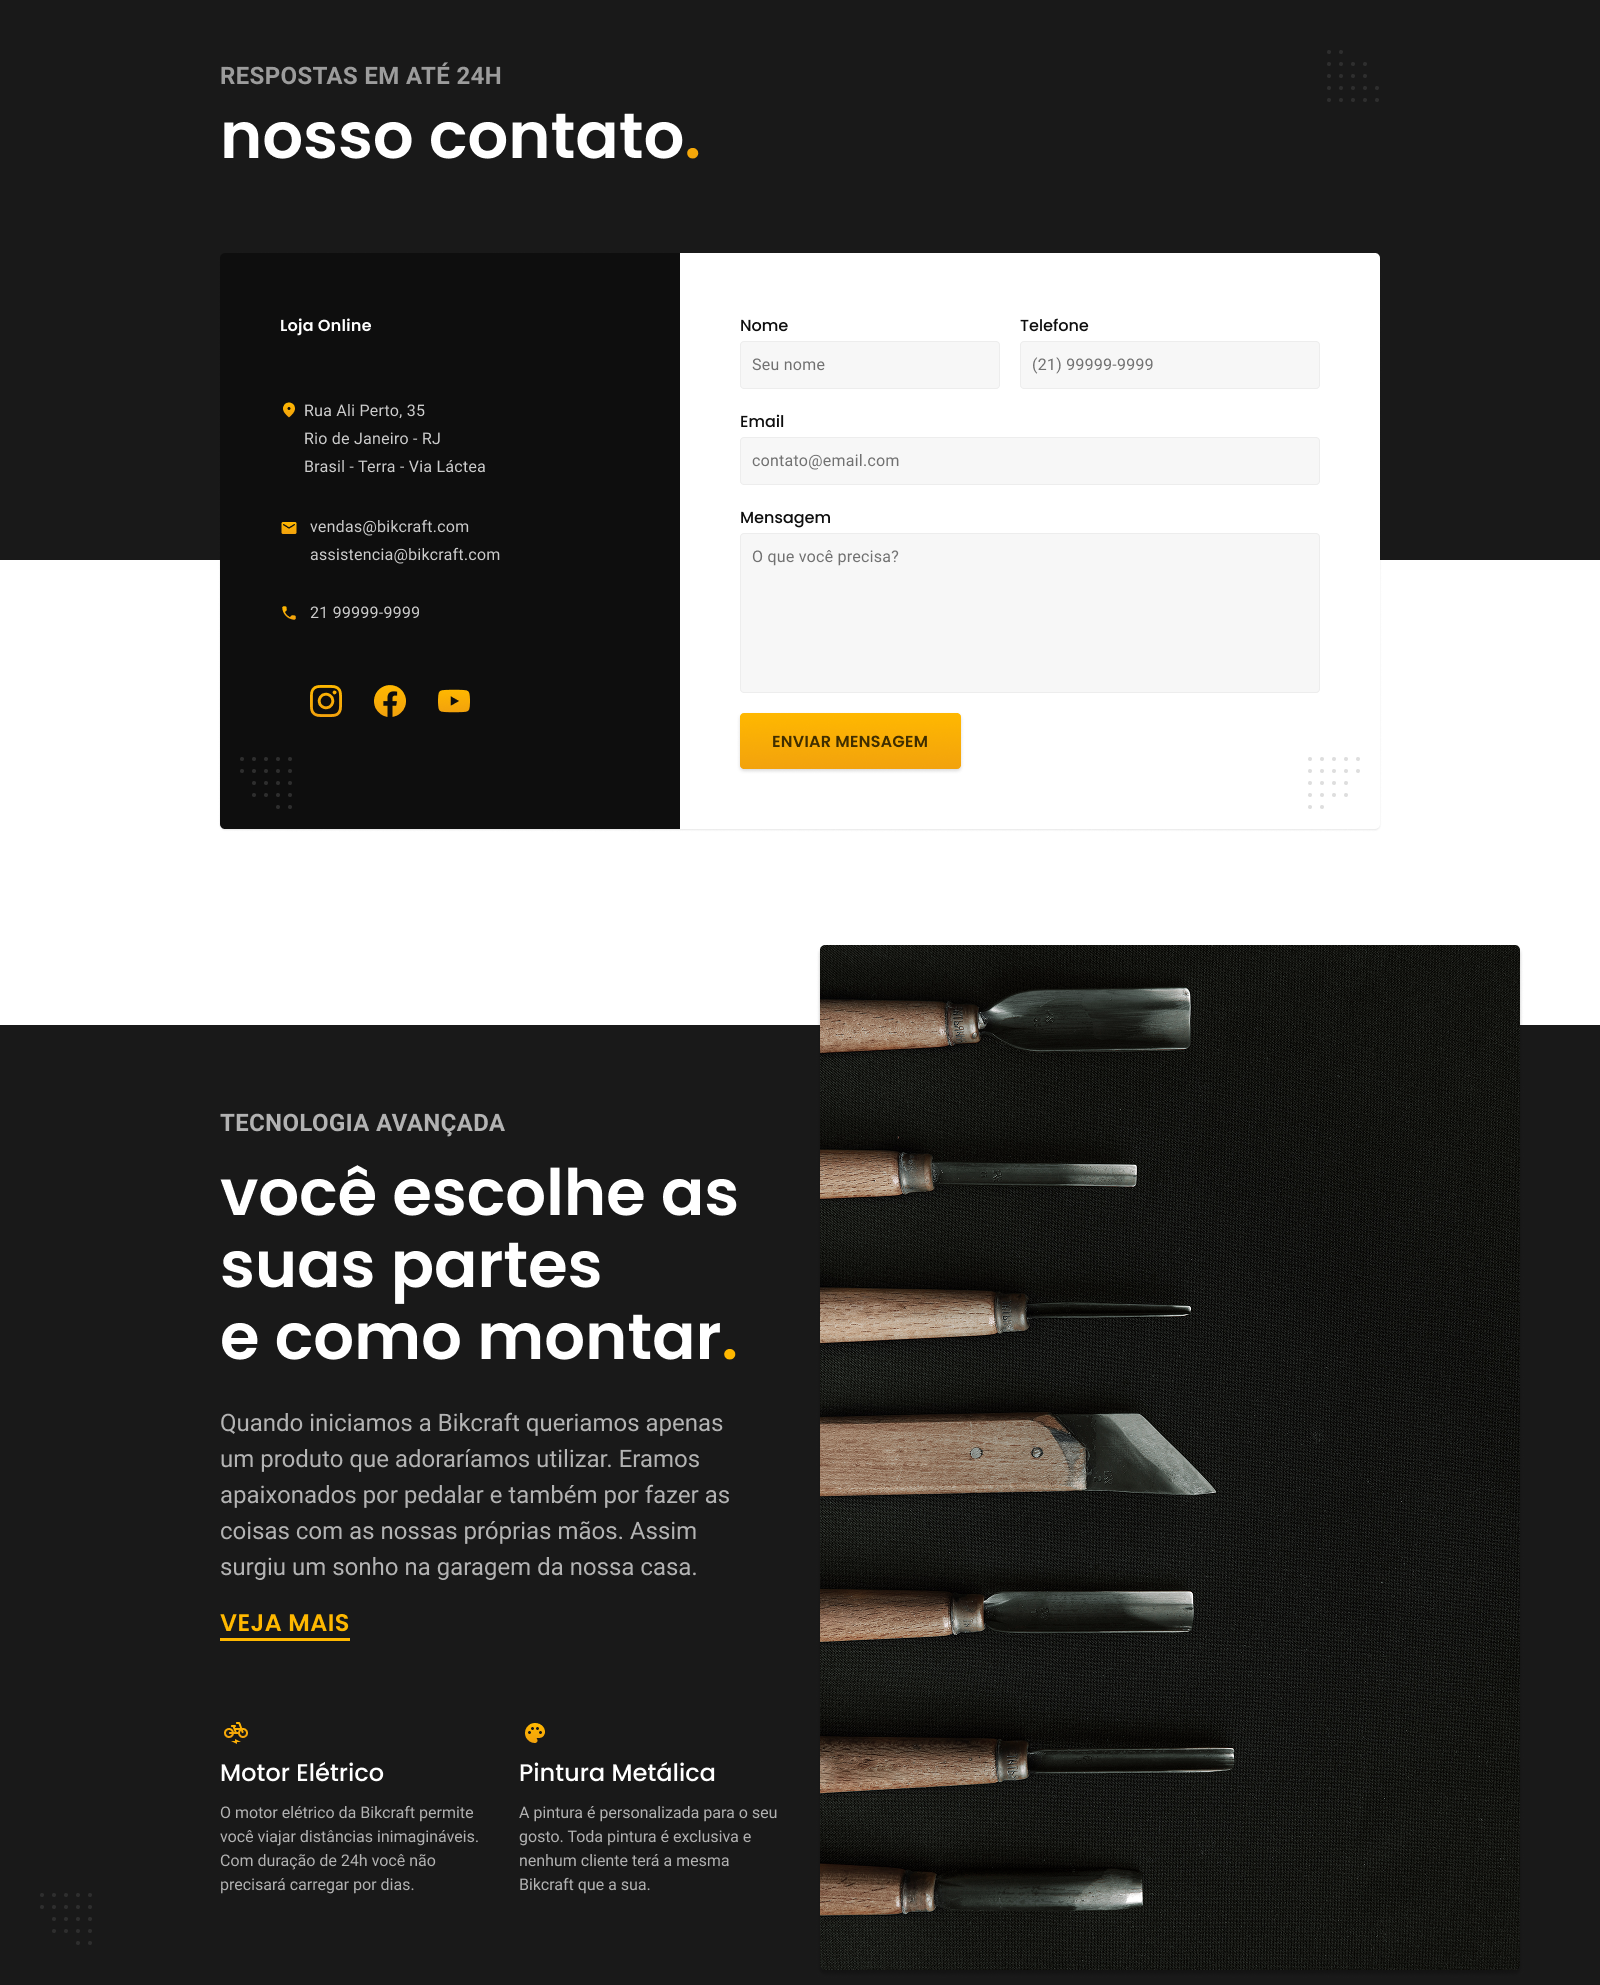 RESPOSTAS EM ATÉ 24H
nosso contato.
Loja Online
Rua Ali Perto, 35
Rio de Janeiro - RJ
Brasil - Terra - Via Láctea
vendas@bikcraft.com
assistencia@bikcraft.com
21 99999-9999
Nome
Seu nome
Telefone
(21) 99999-9999
Email
contato@email.com
Mensagem
O que você precisa?
ENVIAR MENSAGEM
TECNOLOGIA AVANÇADA
você escolhe as
suas partes
e como montar.
Quando iniciamos a Bikcraft queriamos apenas
um produto que adoraríamos utilizar. Eramos
apaixonados por pedalar e também por fazer as
coisas com as nossas próprias mãos. Assim
surgiu um sonho na garagem da nossa casa.
VEJA MAIS
Motor Elétrico
O motor elétrico da Bikcraft permite
você viajar distâncias inimagináveis.
Com duração de 24h você não
precisará carregar por dias.
Pintura Metálica
A pintura é personalizada para o seu
gosto. Toda pintura é exclusiva e
nenhum cliente terá a mesma
Bikcraft que a sua.